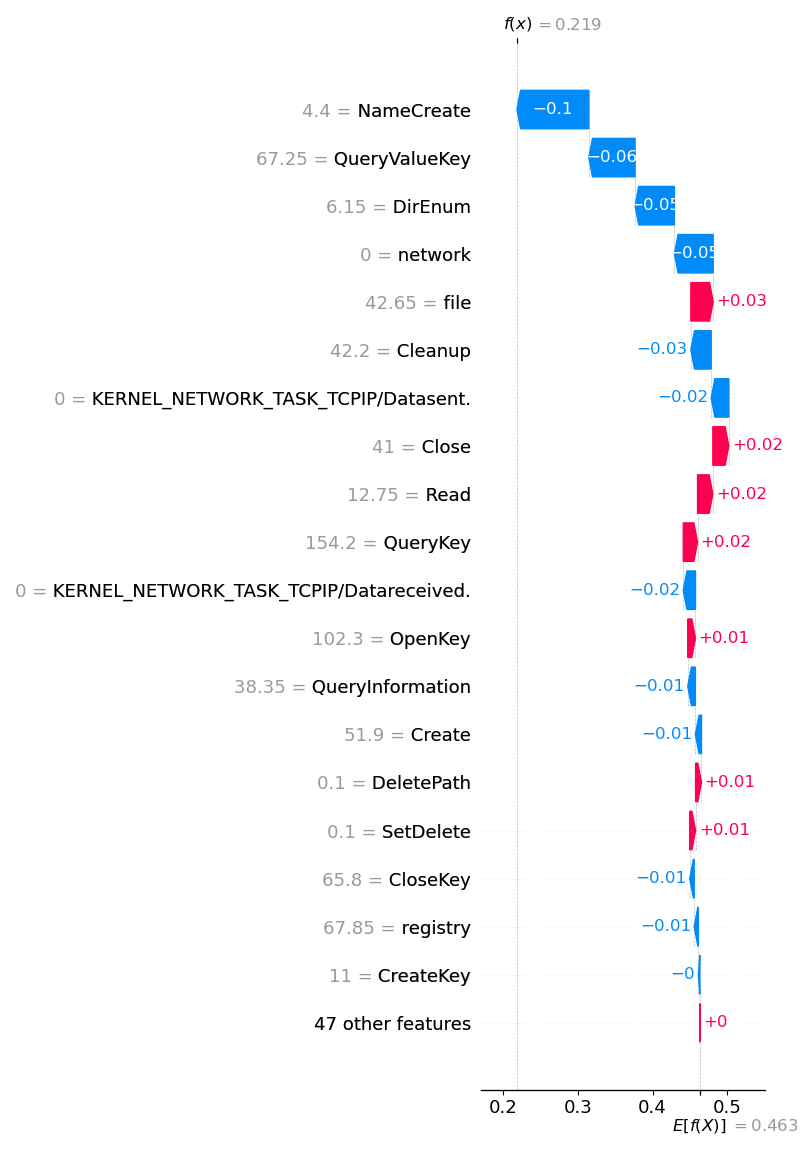 f(x) = 0.219
4.4 = NameCreate −0.1
67.25 = QueryValueKey −0.06
6.15 = DirEnum −0.05
0 = network −0.05
42.65 = file +0.03
42.2 = Cleanup −0.03
0 = KERNEL_NETWORK_TASK_TCPIP/Datasent. −0.02
41 = Close +0.02
12.75 = Read +0.02
154.2 = QueryKey +0.02
0 = KERNEL_NETWORK_TASK_TCPIP/Datareceived. −0.02
102.3 = OpenKey +0.01
38.35 = QueryInformation −0.01
51.9 = Create −0.01
0.1 = DeletePath +0.01
0.1 = SetDelete +0.01
65.8 = CloseKey −0.01
67.85 = registry −0.01
11 = CreateKey −0
47 other features +0
0.2 0.3 0.4 0.5
E[f(X)] = 0.463